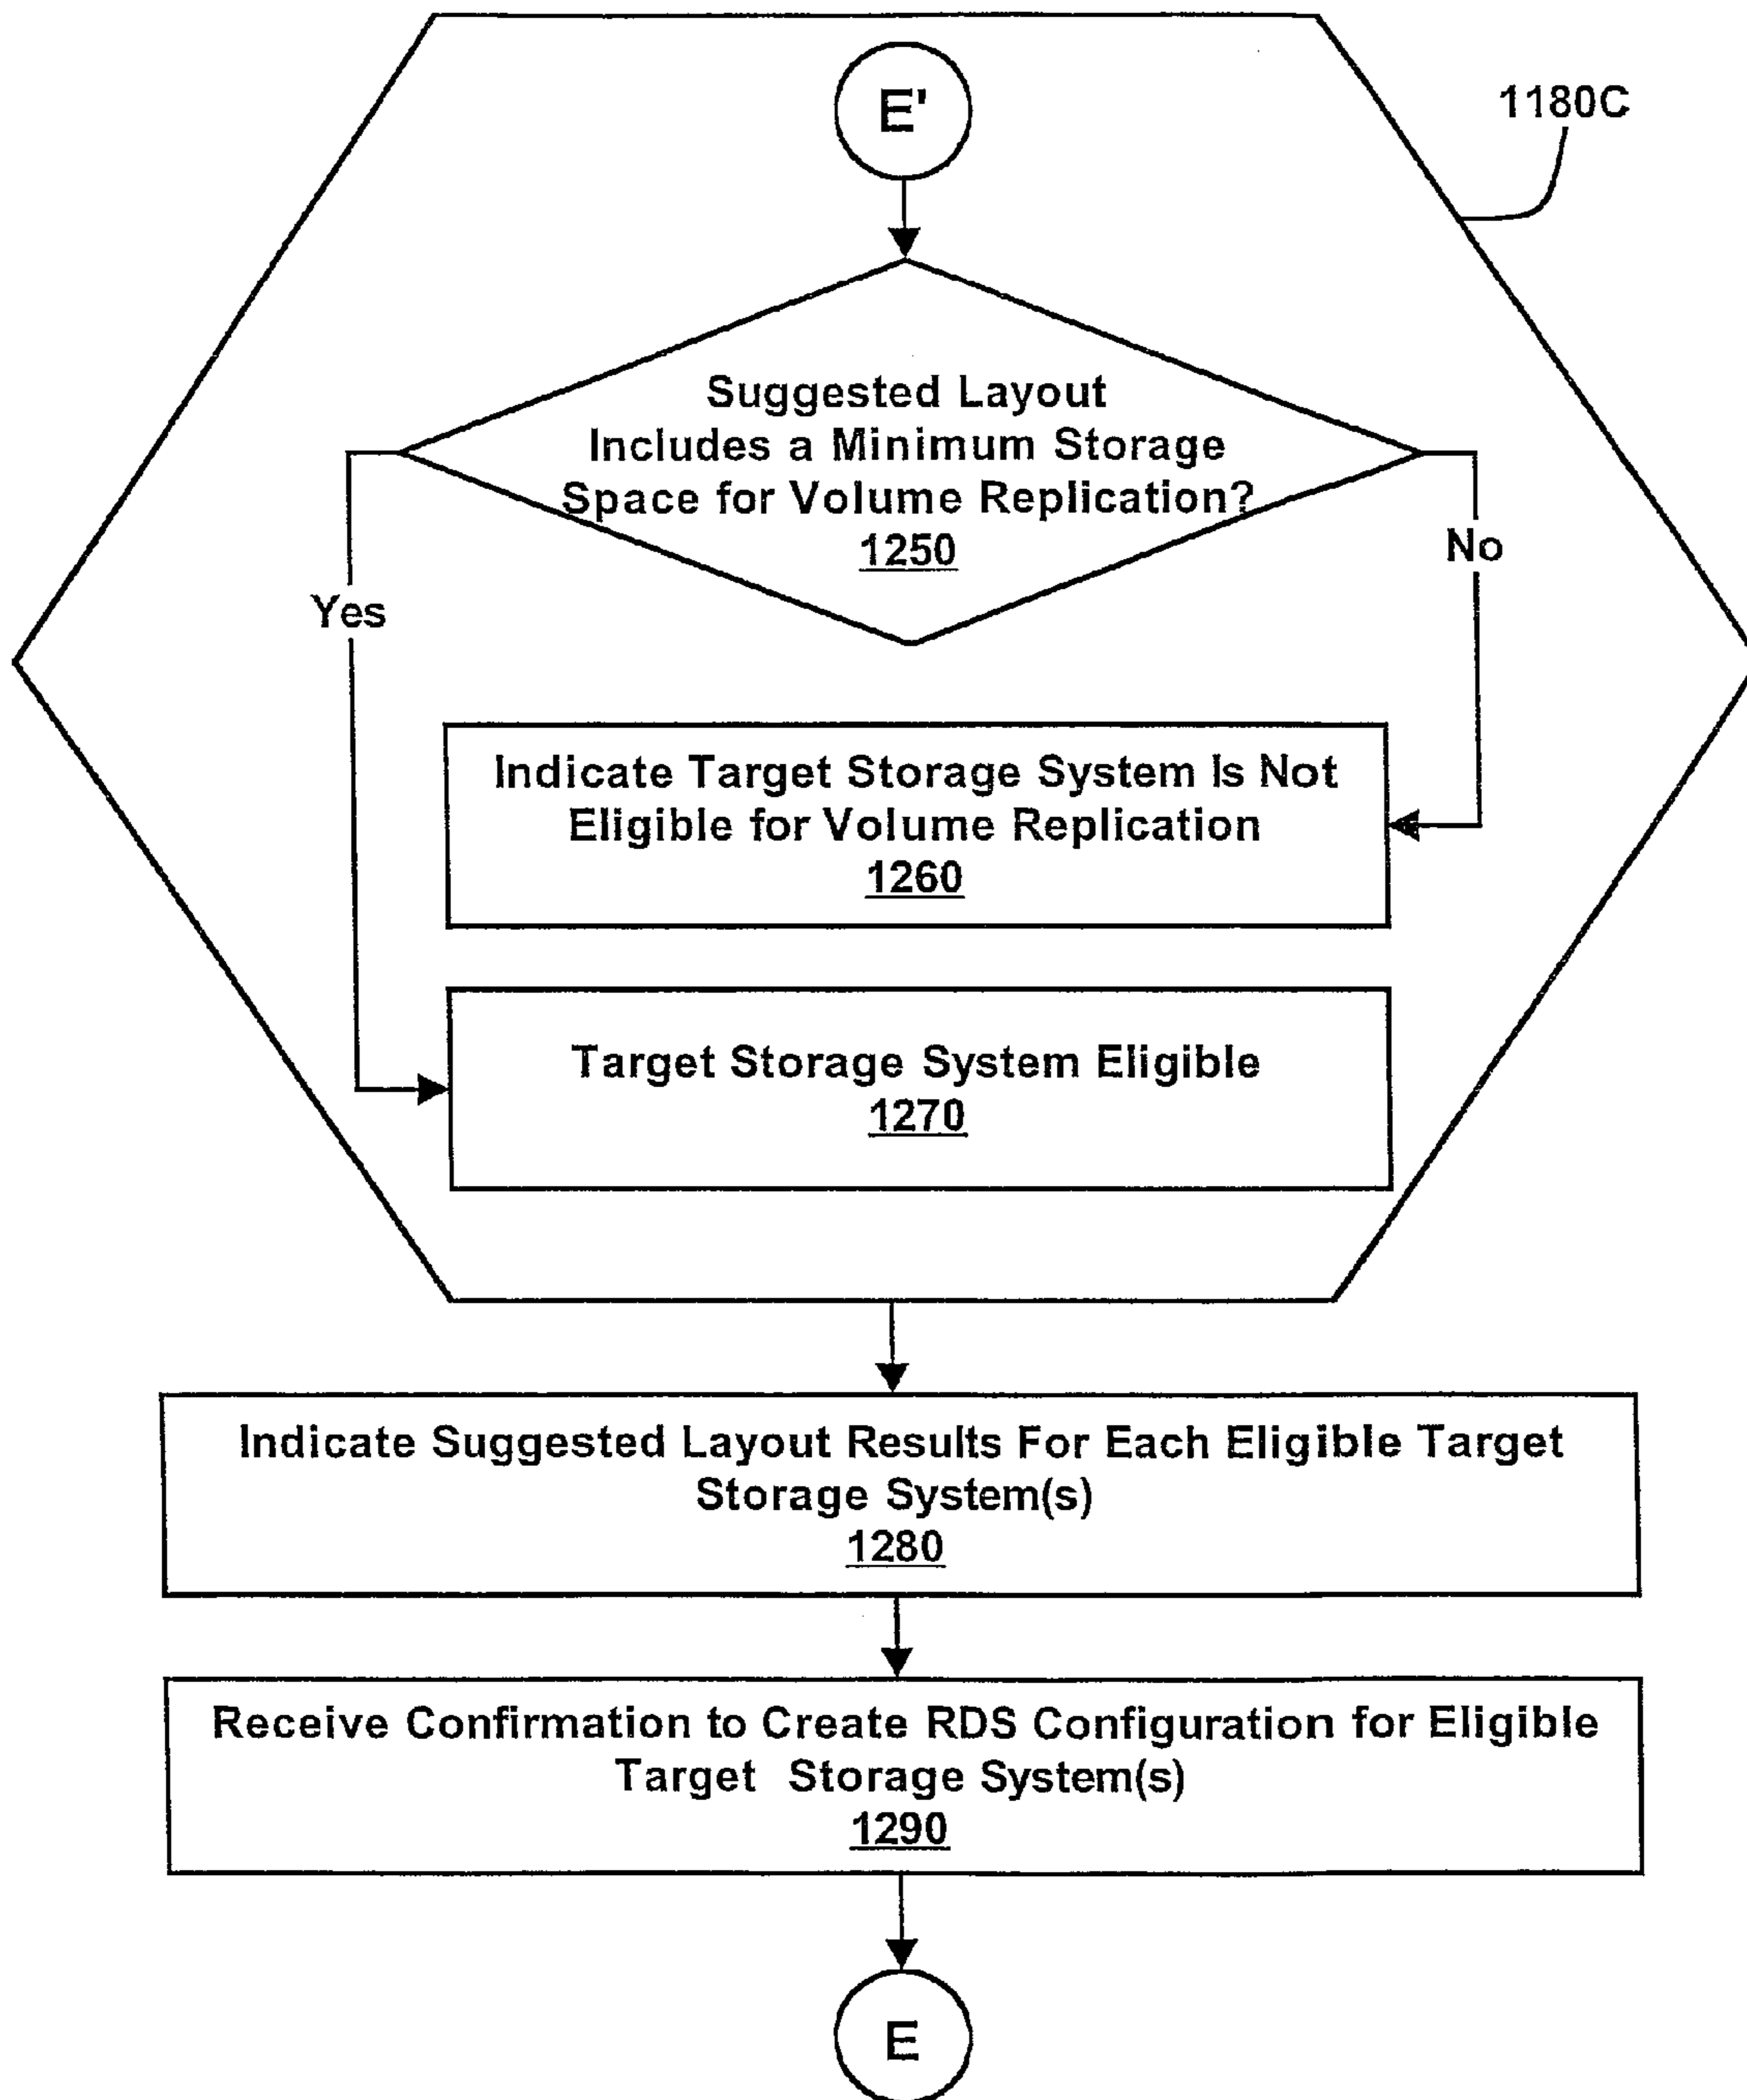 E'
1180C
Suggested Layout
Includes a Minimum Storage
Space for Volume Replication?
1250
No
Yes
Indicate Target Storage System Is Not
Eligible for Volume Replication
1260
Target Storage System Eligible
1270
Indicate Suggested Layout Results For Each Eligible Target
Storage System(s)
1280
Receive Confirmation to Create RDS Configuration for Eligible
Target Storage System(s)
1290
E